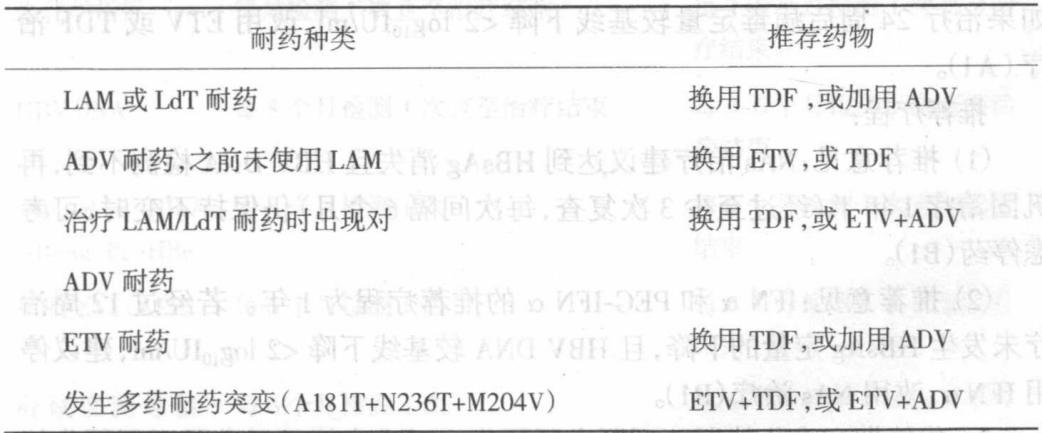 耐药种类 推荐药物
LAM 或 LdT 耐药 换用 TDF,或加用 ADV
ADV 耐药,之前未使用 LAM 换用 ETV,或 TDF
治疗 LAM/LdT 耐药时出现对 换用 TDF,或 ETV+ADV
ADV 耐药
ETV 耐药 换用 TDF,或加用 ADV
发生多药耐药突变(A181T+N236T+M204V) ETV+TDF,或 ETV+ADV